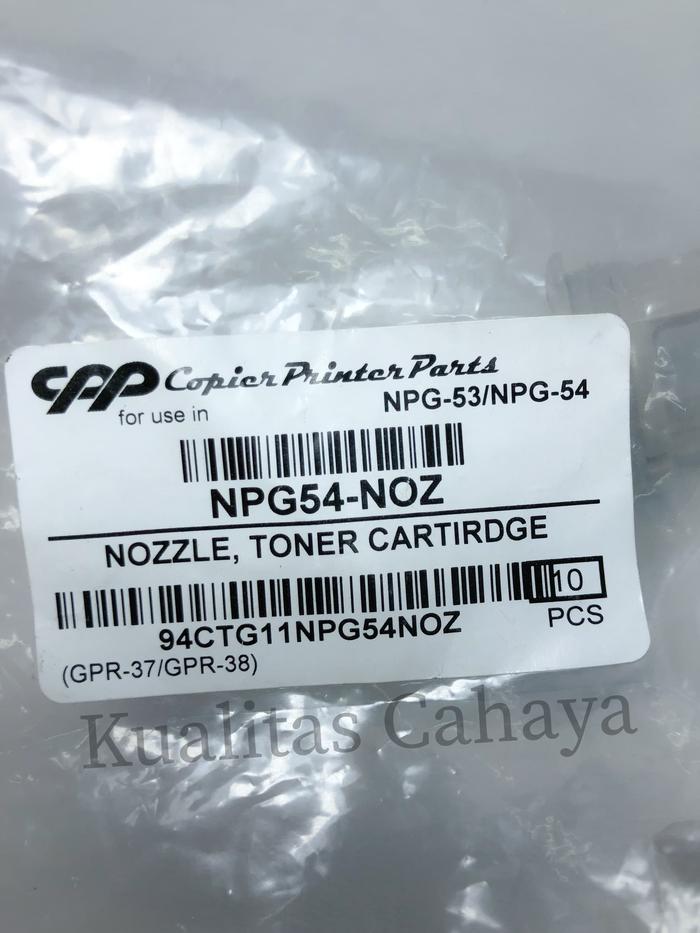 CPP Copier Printer Parts
for use in NPG-53/NPG-54
NPG54-NOZ
NOZZLE, TONER CARTIRDGE
10
94CTG11NPG54NOZ PCS
(GPR-37/GPR-38)
Kualitas Cahaya